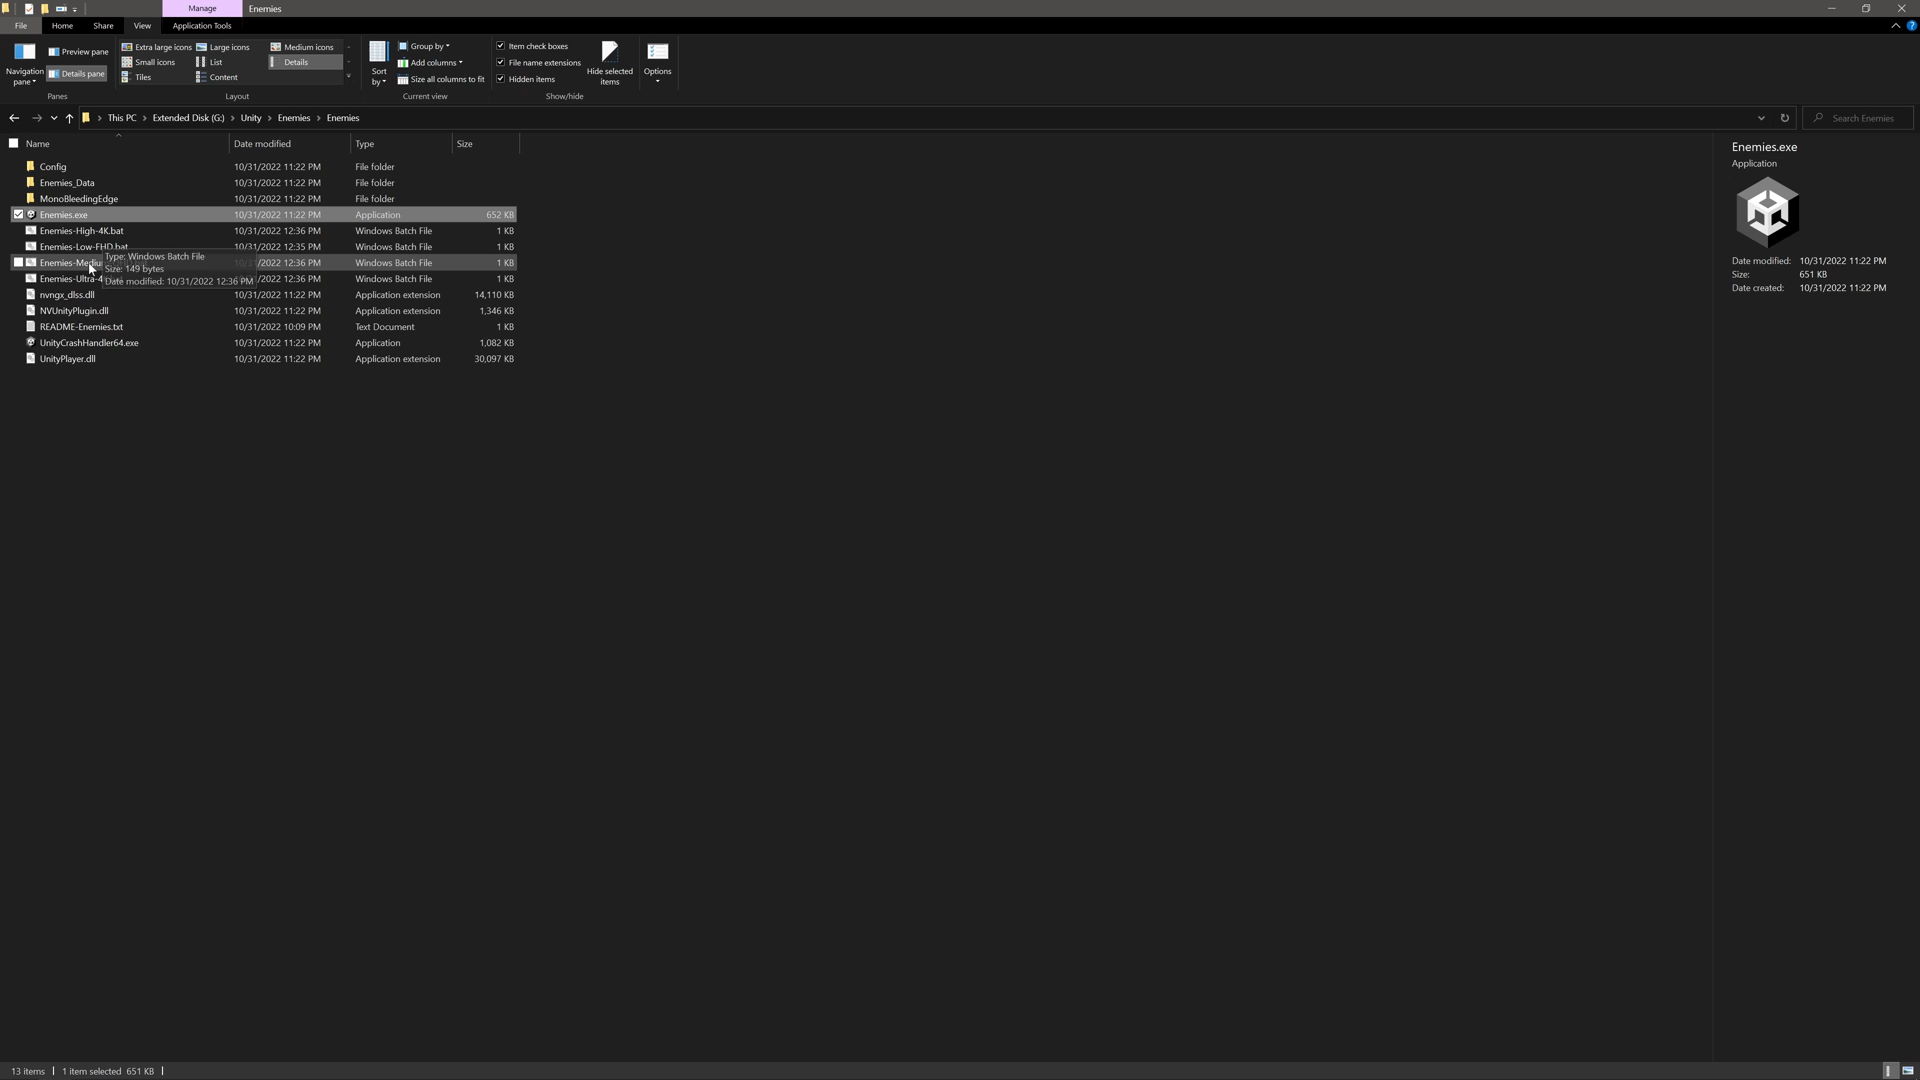 Manage Enemies
File Home Share View Application Tools
Navigation pane
Preview pane
Details pane
Panes
Extra large icons Large icons Medium icons
Small icons List Details
Tiles Content
Layout
Sort by
Group by
Add columns
Size all columns to fit
Current view
Item check boxes
File name extensions
Hidden items
Hide selected items
Show/hide
Options
This PC Extended Disk (G:) Unity Enemies Enemies
Search Enemies
Name Date modified Type Size
Config 10/31/2022 11:22 PM File folder
Enemies_Data 10/31/2022 11:22 PM File folder
MonoBleedingEdge 10/31/2022 11:22 PM File folder
Enemies.exe 10/31/2022 11:22 PM Application 652 KB
Enemies-High-4K.bat 10/31/2022 12:36 PM Windows Batch File 1 KB
Enemies-Low-FHD.bat 10/31/2022 12:35 PM Windows Batch File 1 KB
Enemies-Mediu /2022 12:36 PM Windows Batch File 1 KB
Enemies-Ultra-4 /2022 12:36 PM Windows Batch File 1 KB
nvngx_dlss.dll 10/31/2022 11:22 PM Application extension 14,110 KB
NVUnityPlugin.dll 10/31/2022 11:22 PM Application extension 1,346 KB
README-Enemies.txt 10/31/2022 10:09 PM Text Document 1 KB
UnityCrashHandler64.exe 10/31/2022 11:22 PM Application 1,082 KB
UnityPlayer.dll 10/31/2022 11:22 PM Application extension 30,097 KB
Type: Windows Batch File
Size: 149 bytes
Date modified: 10/31/2022 12:36 PM
Enemies.exe
Application
Date modified: 10/31/2022 11:22 PM
Size: 651 KB
Date created: 10/31/2022 11:22 PM
13 items 1 item selected 651 KB